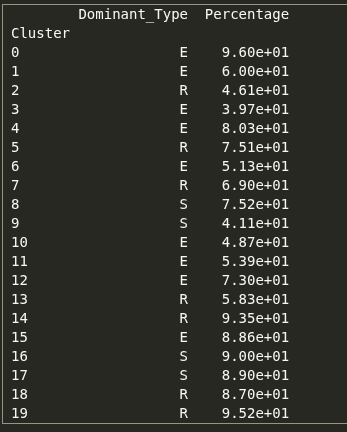 Dominant_Type Percentage
Cluster
0 E 9.60e+01
1 E 6.00e+01
2 R 4.61e+01
3 E 3.97e+01
4 E 8.03e+01
5 R 7.51e+01
6 E 5.13e+01
7 R 6.90e+01
8 S 7.52e+01
9 S 4.11e+01
10 E 4.87e+01
11 E 5.39e+01
12 E 7.30e+01
13 R 5.83e+01
14 R 9.35e+01
15 E 8.86e+01
16 S 9.00e+01
17 S 8.90e+01
18 R 8.70e+01
19 R 9.52e+01